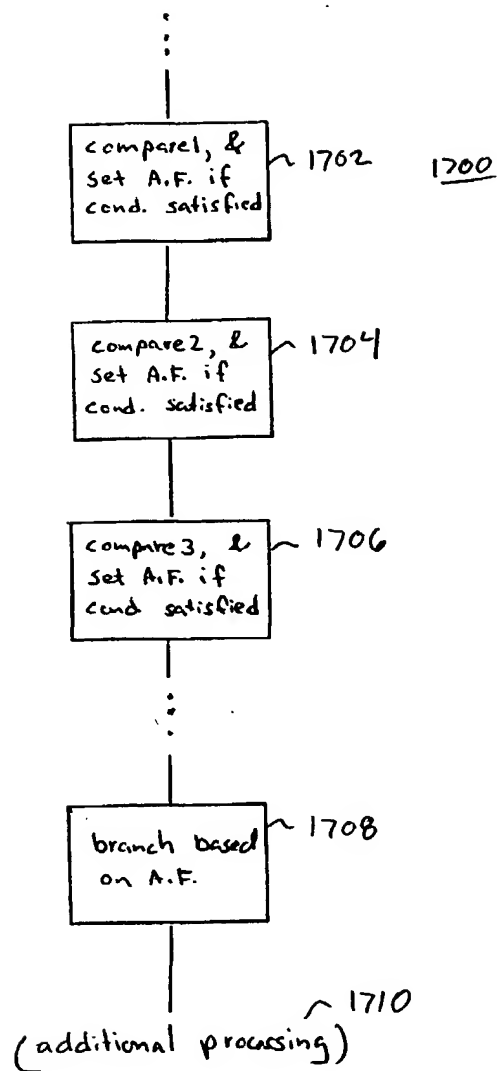 compare1, &
set A.F. if
cond. satisfied
1702
1700
compare2, &
set A.F. if
cond. satisfied
1704
compare3, &
set A.F. if
cond satisfied
1706
branch based
on A.F.
1708
1710
(additional processing)